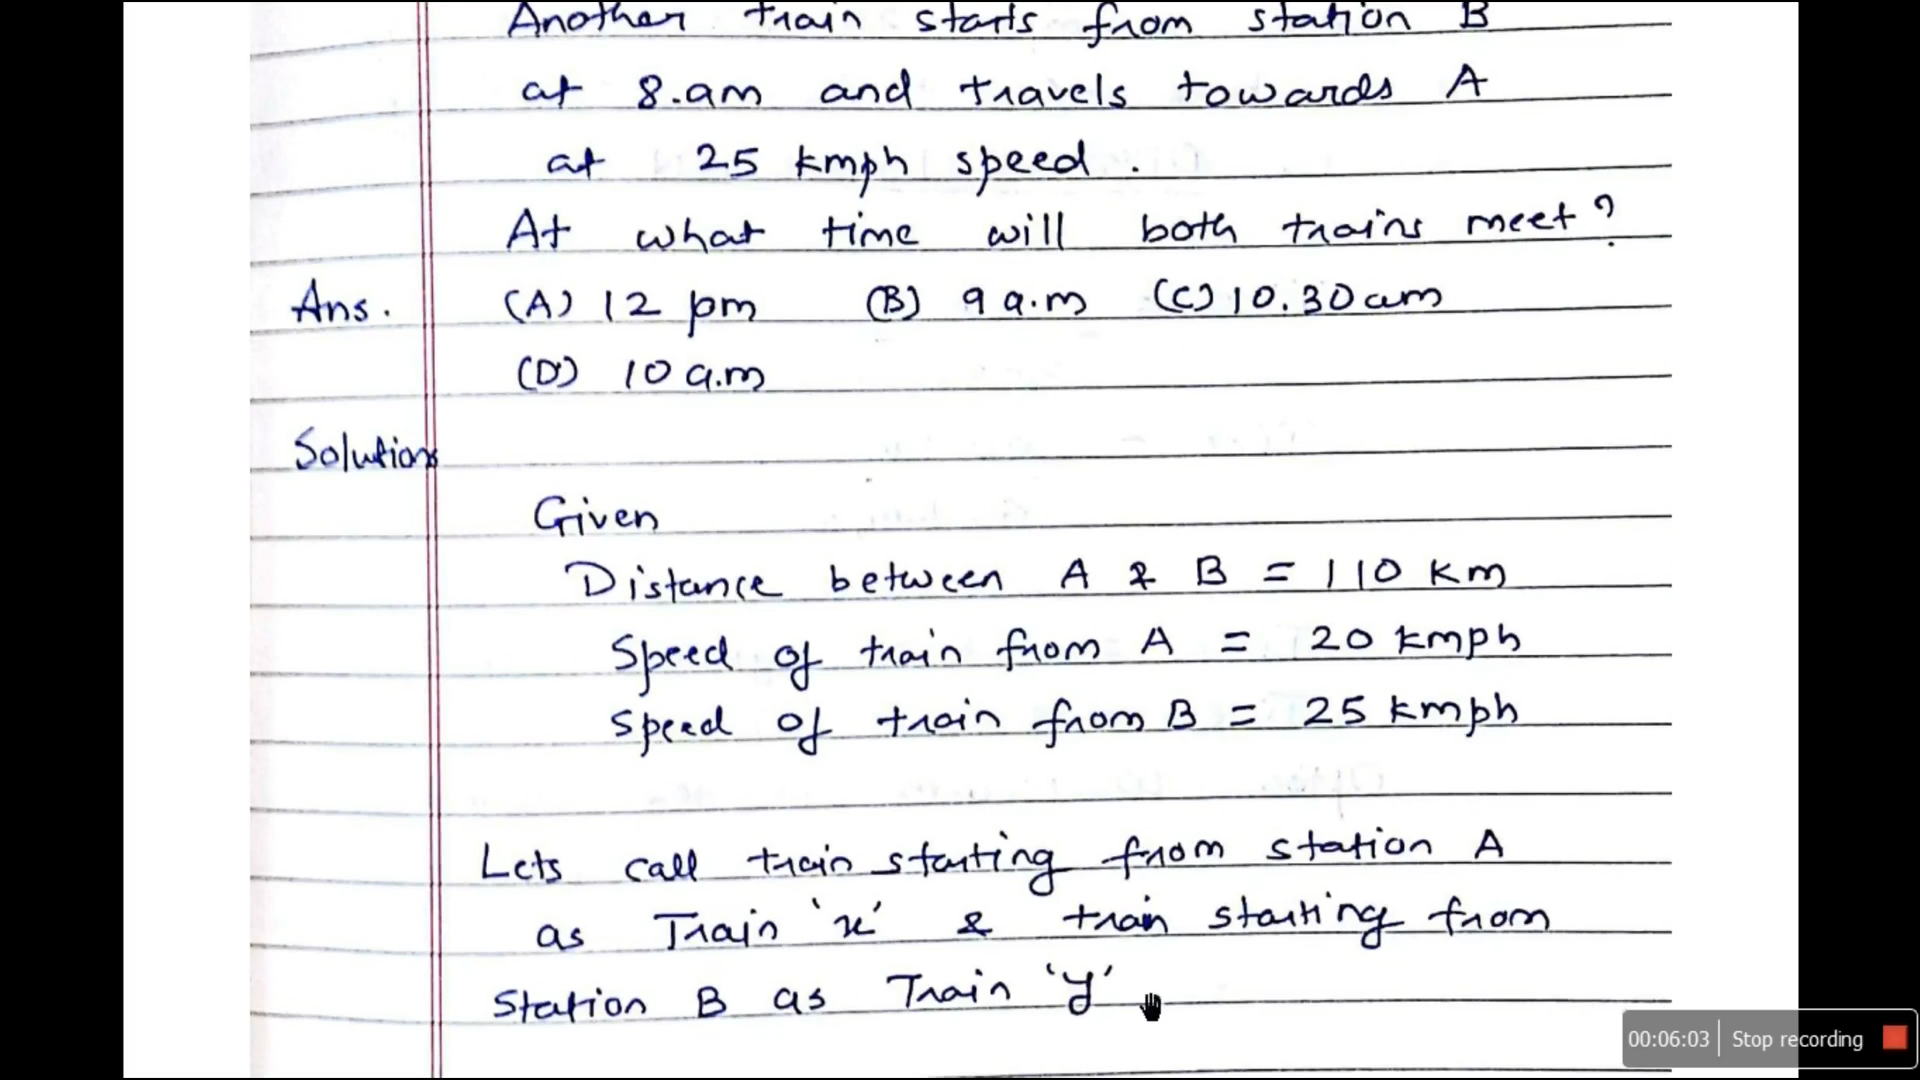 Another train starts from station B
at 8.am and travels towards A
at 25 kmph speed.
At what time will both trains meet?
Ans. (A) 12 pm (B) 9 a.m (C) 10.30 am
(D) 10 a.m
Solution
Given
Distance between A & B = 110 Km
Speed of train from A = 20 kmph
Speed of train from B = 25 kmph
Lets call train starting from station A
as Train 'x' & train starting from
Station B as Train 'y'
00:06:03 Stop recording